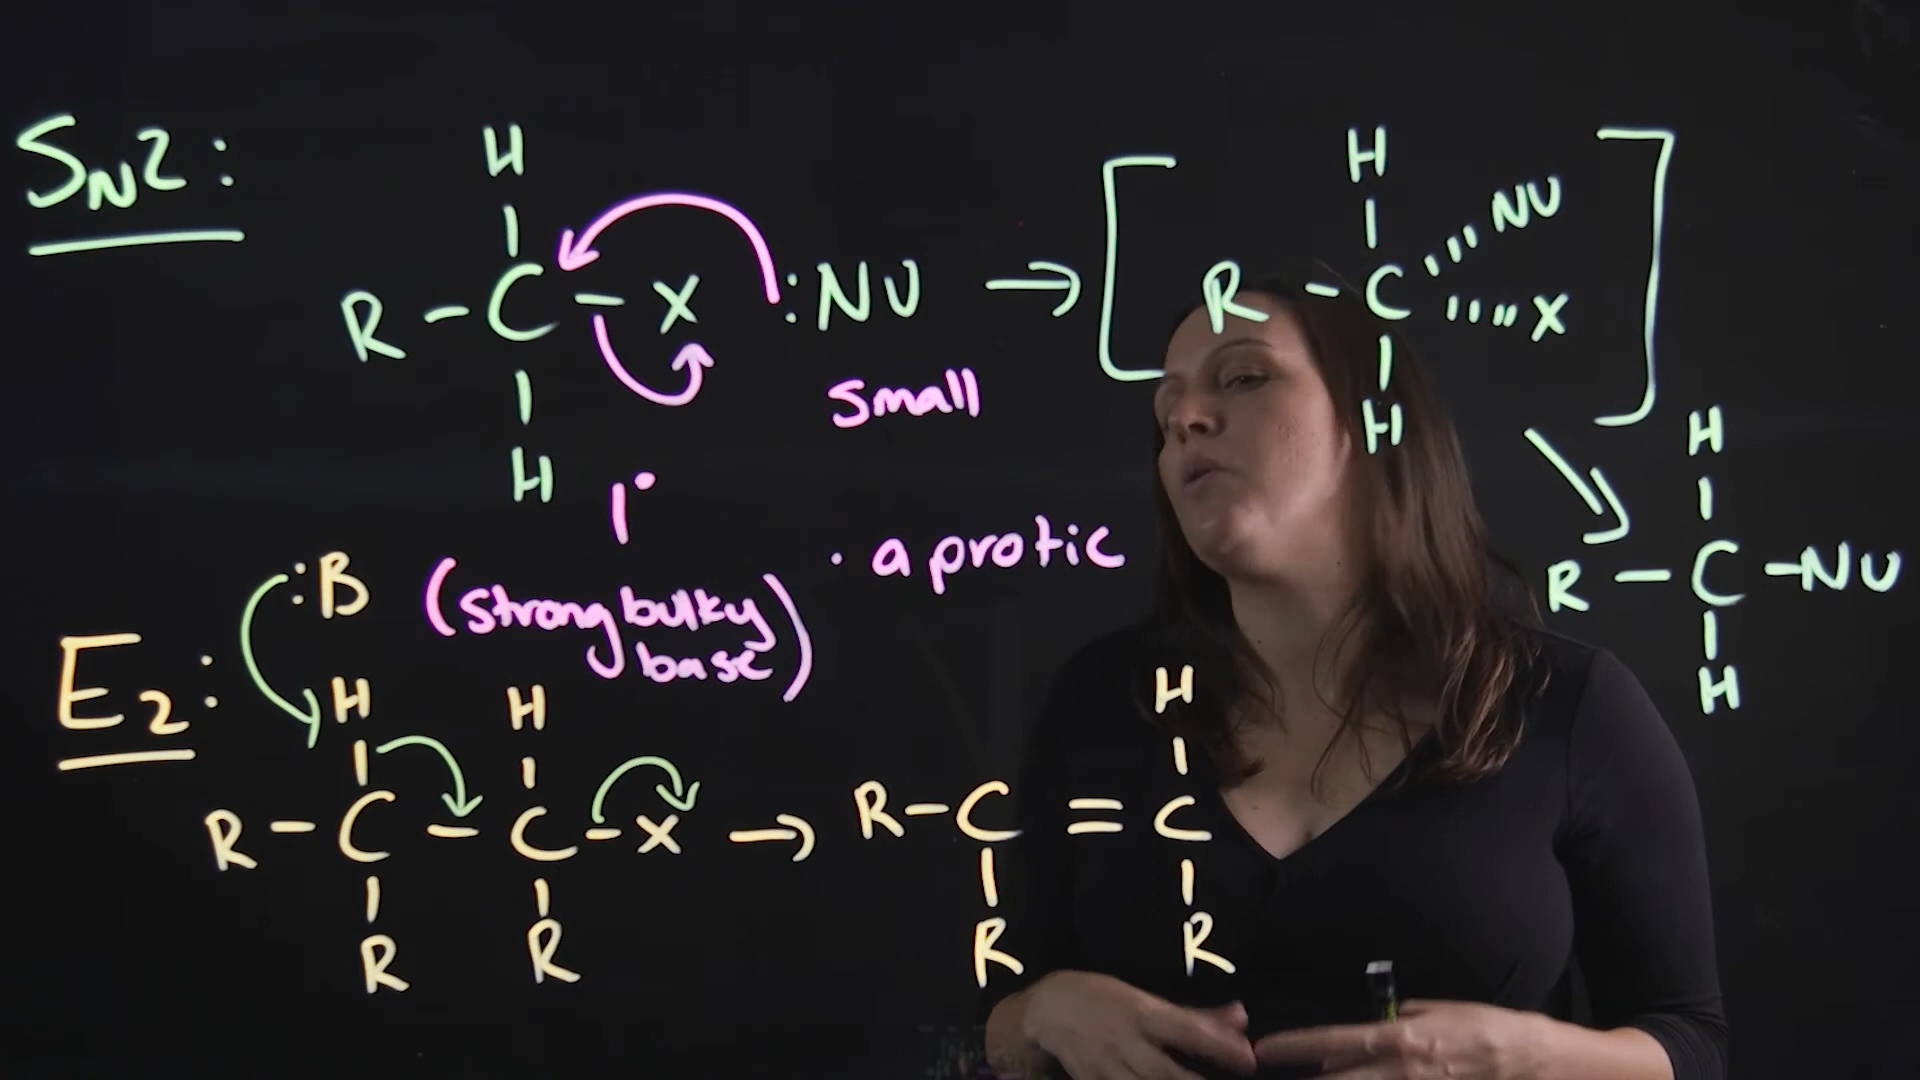 SN2:
H
R - C - X :NU → [ R - C NU X ]
H
small
H
1°
· aprotic
R - C - NU
H
:B
(strong bulky
base)
E2:
H H
R - C - C - X → R - C = C
H
R R R R